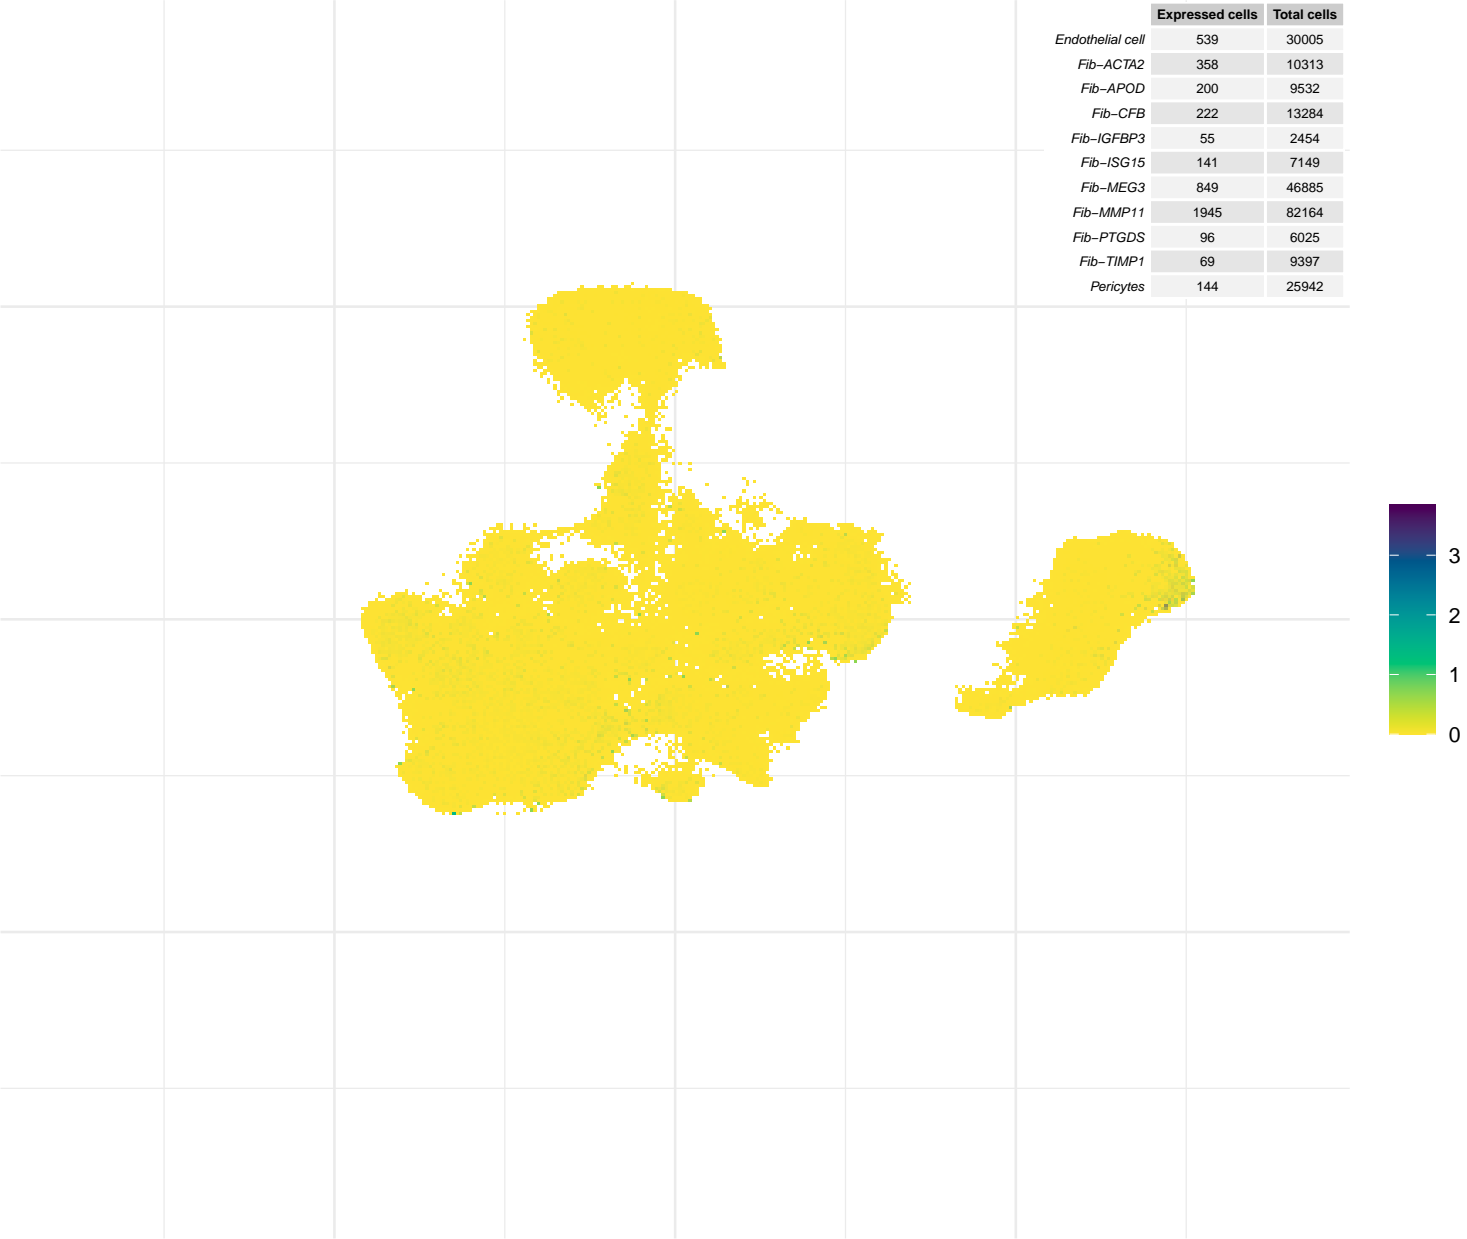 Expressed cells Total cells
Endothelial cell 539 30005
Fib−ACTA2 358 10313
Fib−APOD 200 9532
Fib−CFB 222 13284
Fib−IGFBP3 55 2454
Fib−ISG15 141 7149
Fib−MEG3 849 46885
Fib−MMP11 1945 82164
Fib−PTGDS 96 6025
Fib−TIMP1 69 9397
Pericytes 144 25942
3
2
1
0